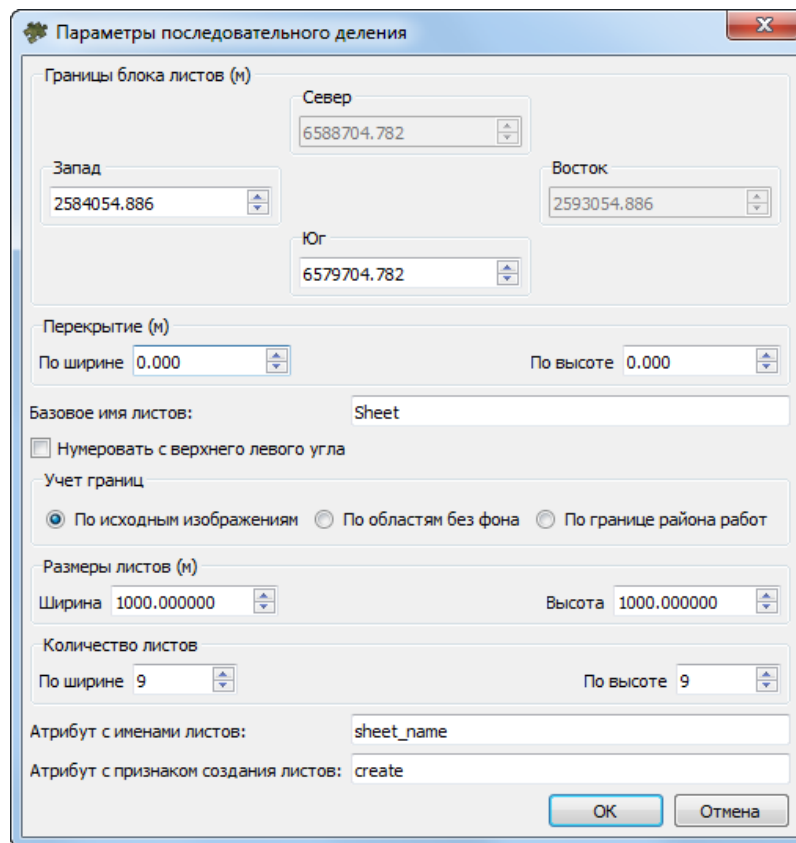 Параметры последовательного деления
Границы блока листов (м)
Север
6588704.782
Запад
Восток
2584054.886
2593054.886
Юг
6579704.782
Перекрытие (м)
По ширине 0.000 По высоте 0.000
Базовое имя листов: Sheet
Нумеровать с верхнего левого угла
Учет границ
По исходным изображениям По областям без фона По границе района работ
Размеры листов (м)
Ширина 1000.000000 Высота 1000.000000
Количество листов
По ширине 9 По высоте 9
Атрибут с именами листов: sheet_name
Атрибут с признаком создания листов: create
OK Отмена